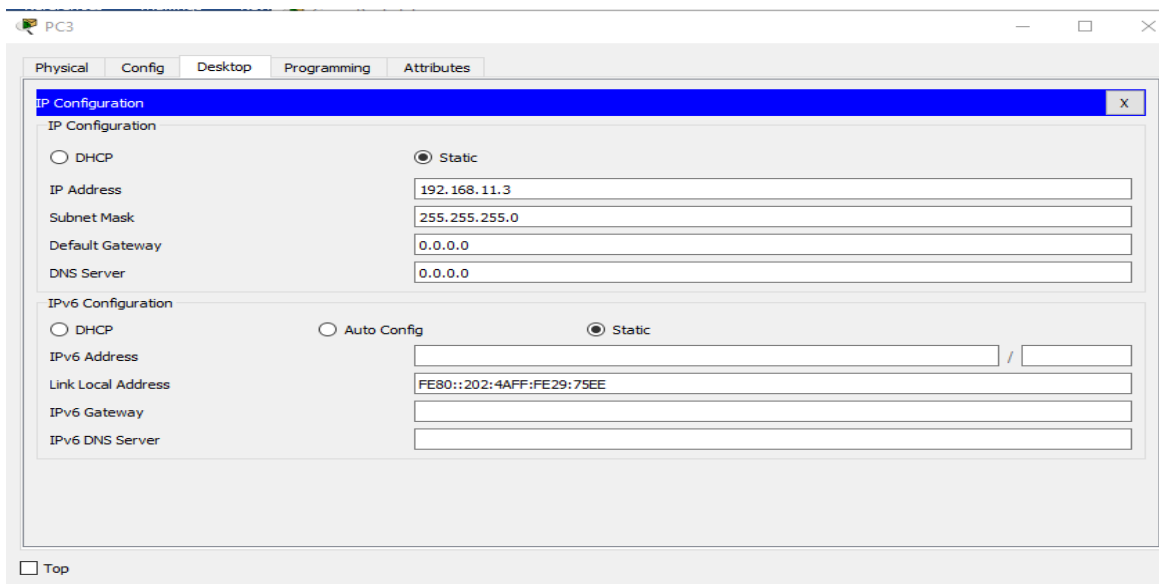 PC3
Physical Config Desktop Programming Attributes
IP Configuration X
IP Configuration
DHCP Static
IP Address 192.168.11.3
Subnet Mask 255.255.255.0
Default Gateway 0.0.0.0
DNS Server 0.0.0.0
IPv6 Configuration
DHCP Auto Config Static
IPv6 Address /
Link Local Address FE80::202:4AFF:FE29:75EE
IPv6 Gateway
IPv6 DNS Server
Top